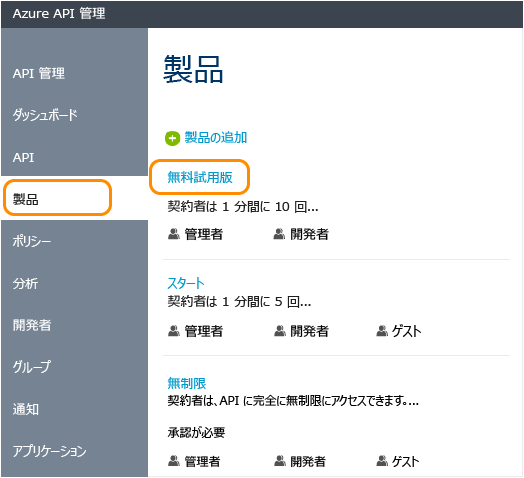 Azure API 管理
API 管理
ダッシュボード
API
製品
ポリシー
分析
開発者
グループ
通知
アプリケーション
製品
製品の追加
無料試用版
契約者は 1 分間に 10 回...
管理者 開発者
スタート
契約者は 1 分間に 5 回...
管理者 開発者 ゲスト
無制限
契約者は、API に完全に無制限にアクセスできます。...
承認が必要
管理者 開発者 ゲスト